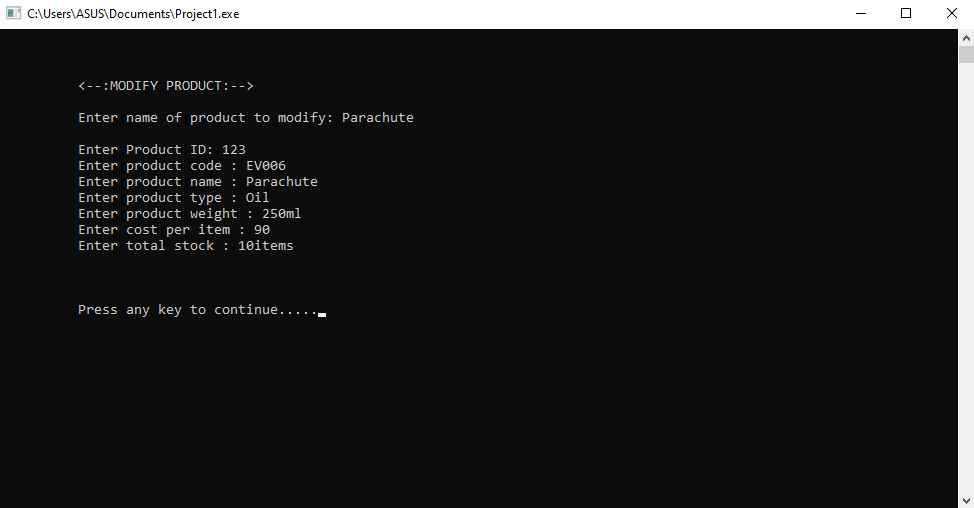 C:\Users\ASUS\Documents\Project1.exe
<--:MODIFY PRODUCT:-->
Enter name of product to modify: Parachute
Enter Product ID: 123
Enter product code : EV006
Enter product name : Parachute
Enter product type : Oil
Enter product weight : 250ml
Enter cost per item : 90
Enter total stock : 10items
Press any key to continue.....